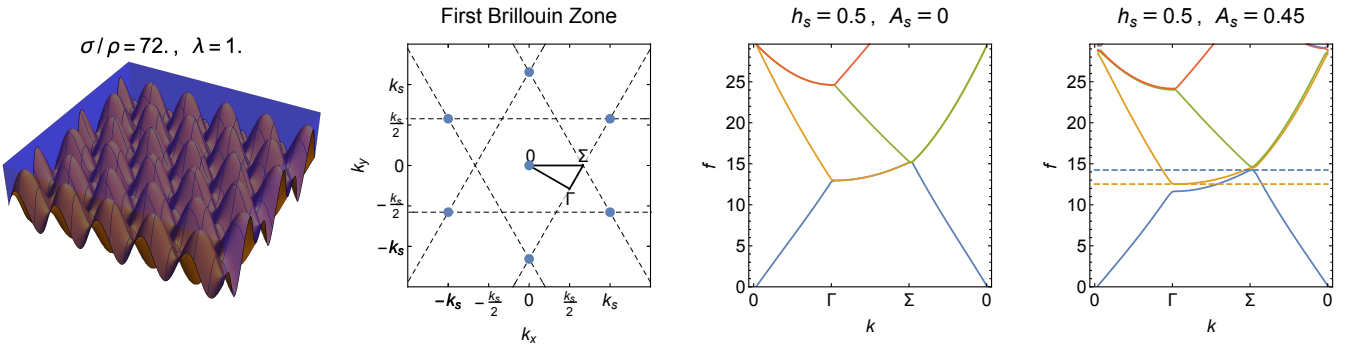 σ/ρ = 72. , λ = 1.
First Brillouin Zone
k_y
k_s
k_s/2
0
-k_s/2
-k_s
0
Σ
Γ
-k_s
-k_s/2
0
k_s/2
k_s
k_x
h_s = 0.5 , A_s = 0
f
25
20
15
10
5
0
0
Γ
Σ
0
k
h_s = 0.5 , A_s = 0.45
f
25
20
15
10
5
0
0
Γ
Σ
0
k